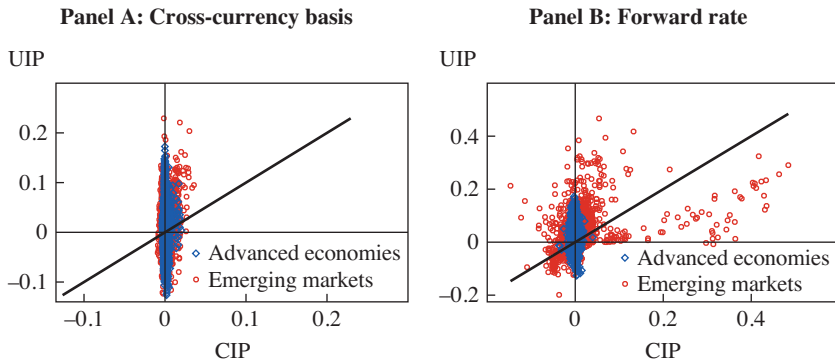 Panel A: Cross-currency basis
UIP
0.2
0.1
0
–0.1
Advanced economies
Emerging markets
–0.1
0
0.1
0.2
CIP
Panel B: Forward rate
UIP
0.4
0.2
0
–0.2
Advanced economies
Emerging markets
0
0.2
0.4
CIP